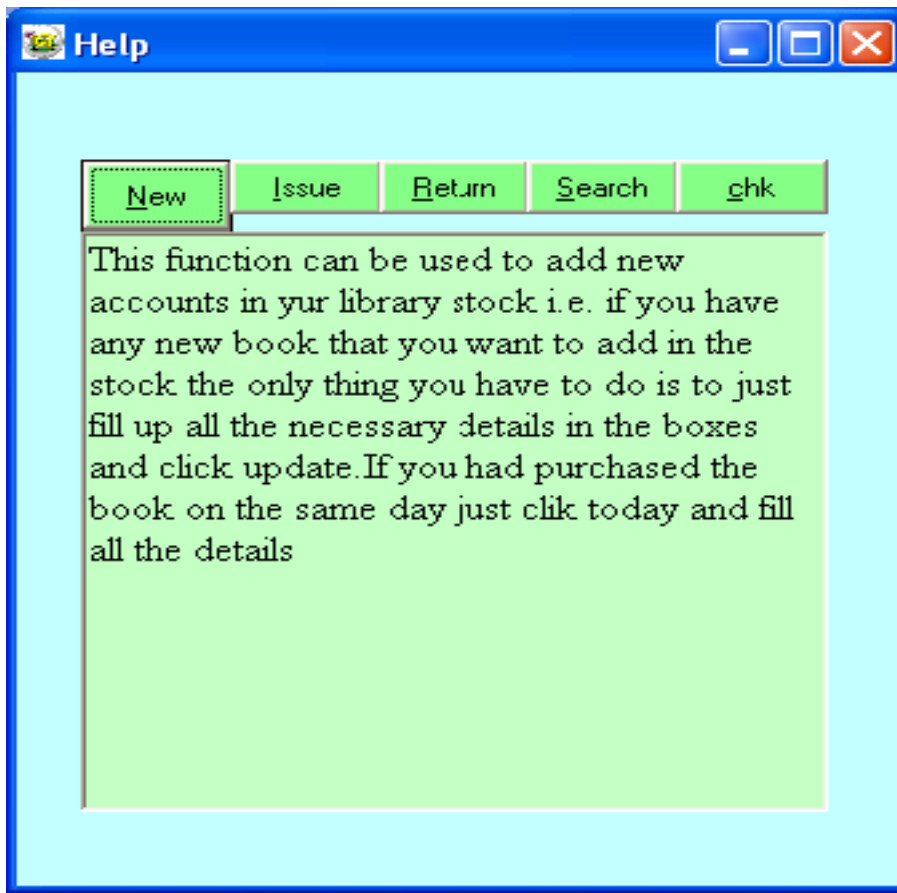 Help
New Issue Return Search chk
This function can be used to add new
accounts in yur library stock i.e. if you have
any new book that you want to add in the
stock the only thing you have to do is to just
fill up all the necessary details in the boxes
and click update.If you had purchased the
book on the same day just clik today and fill
all the details